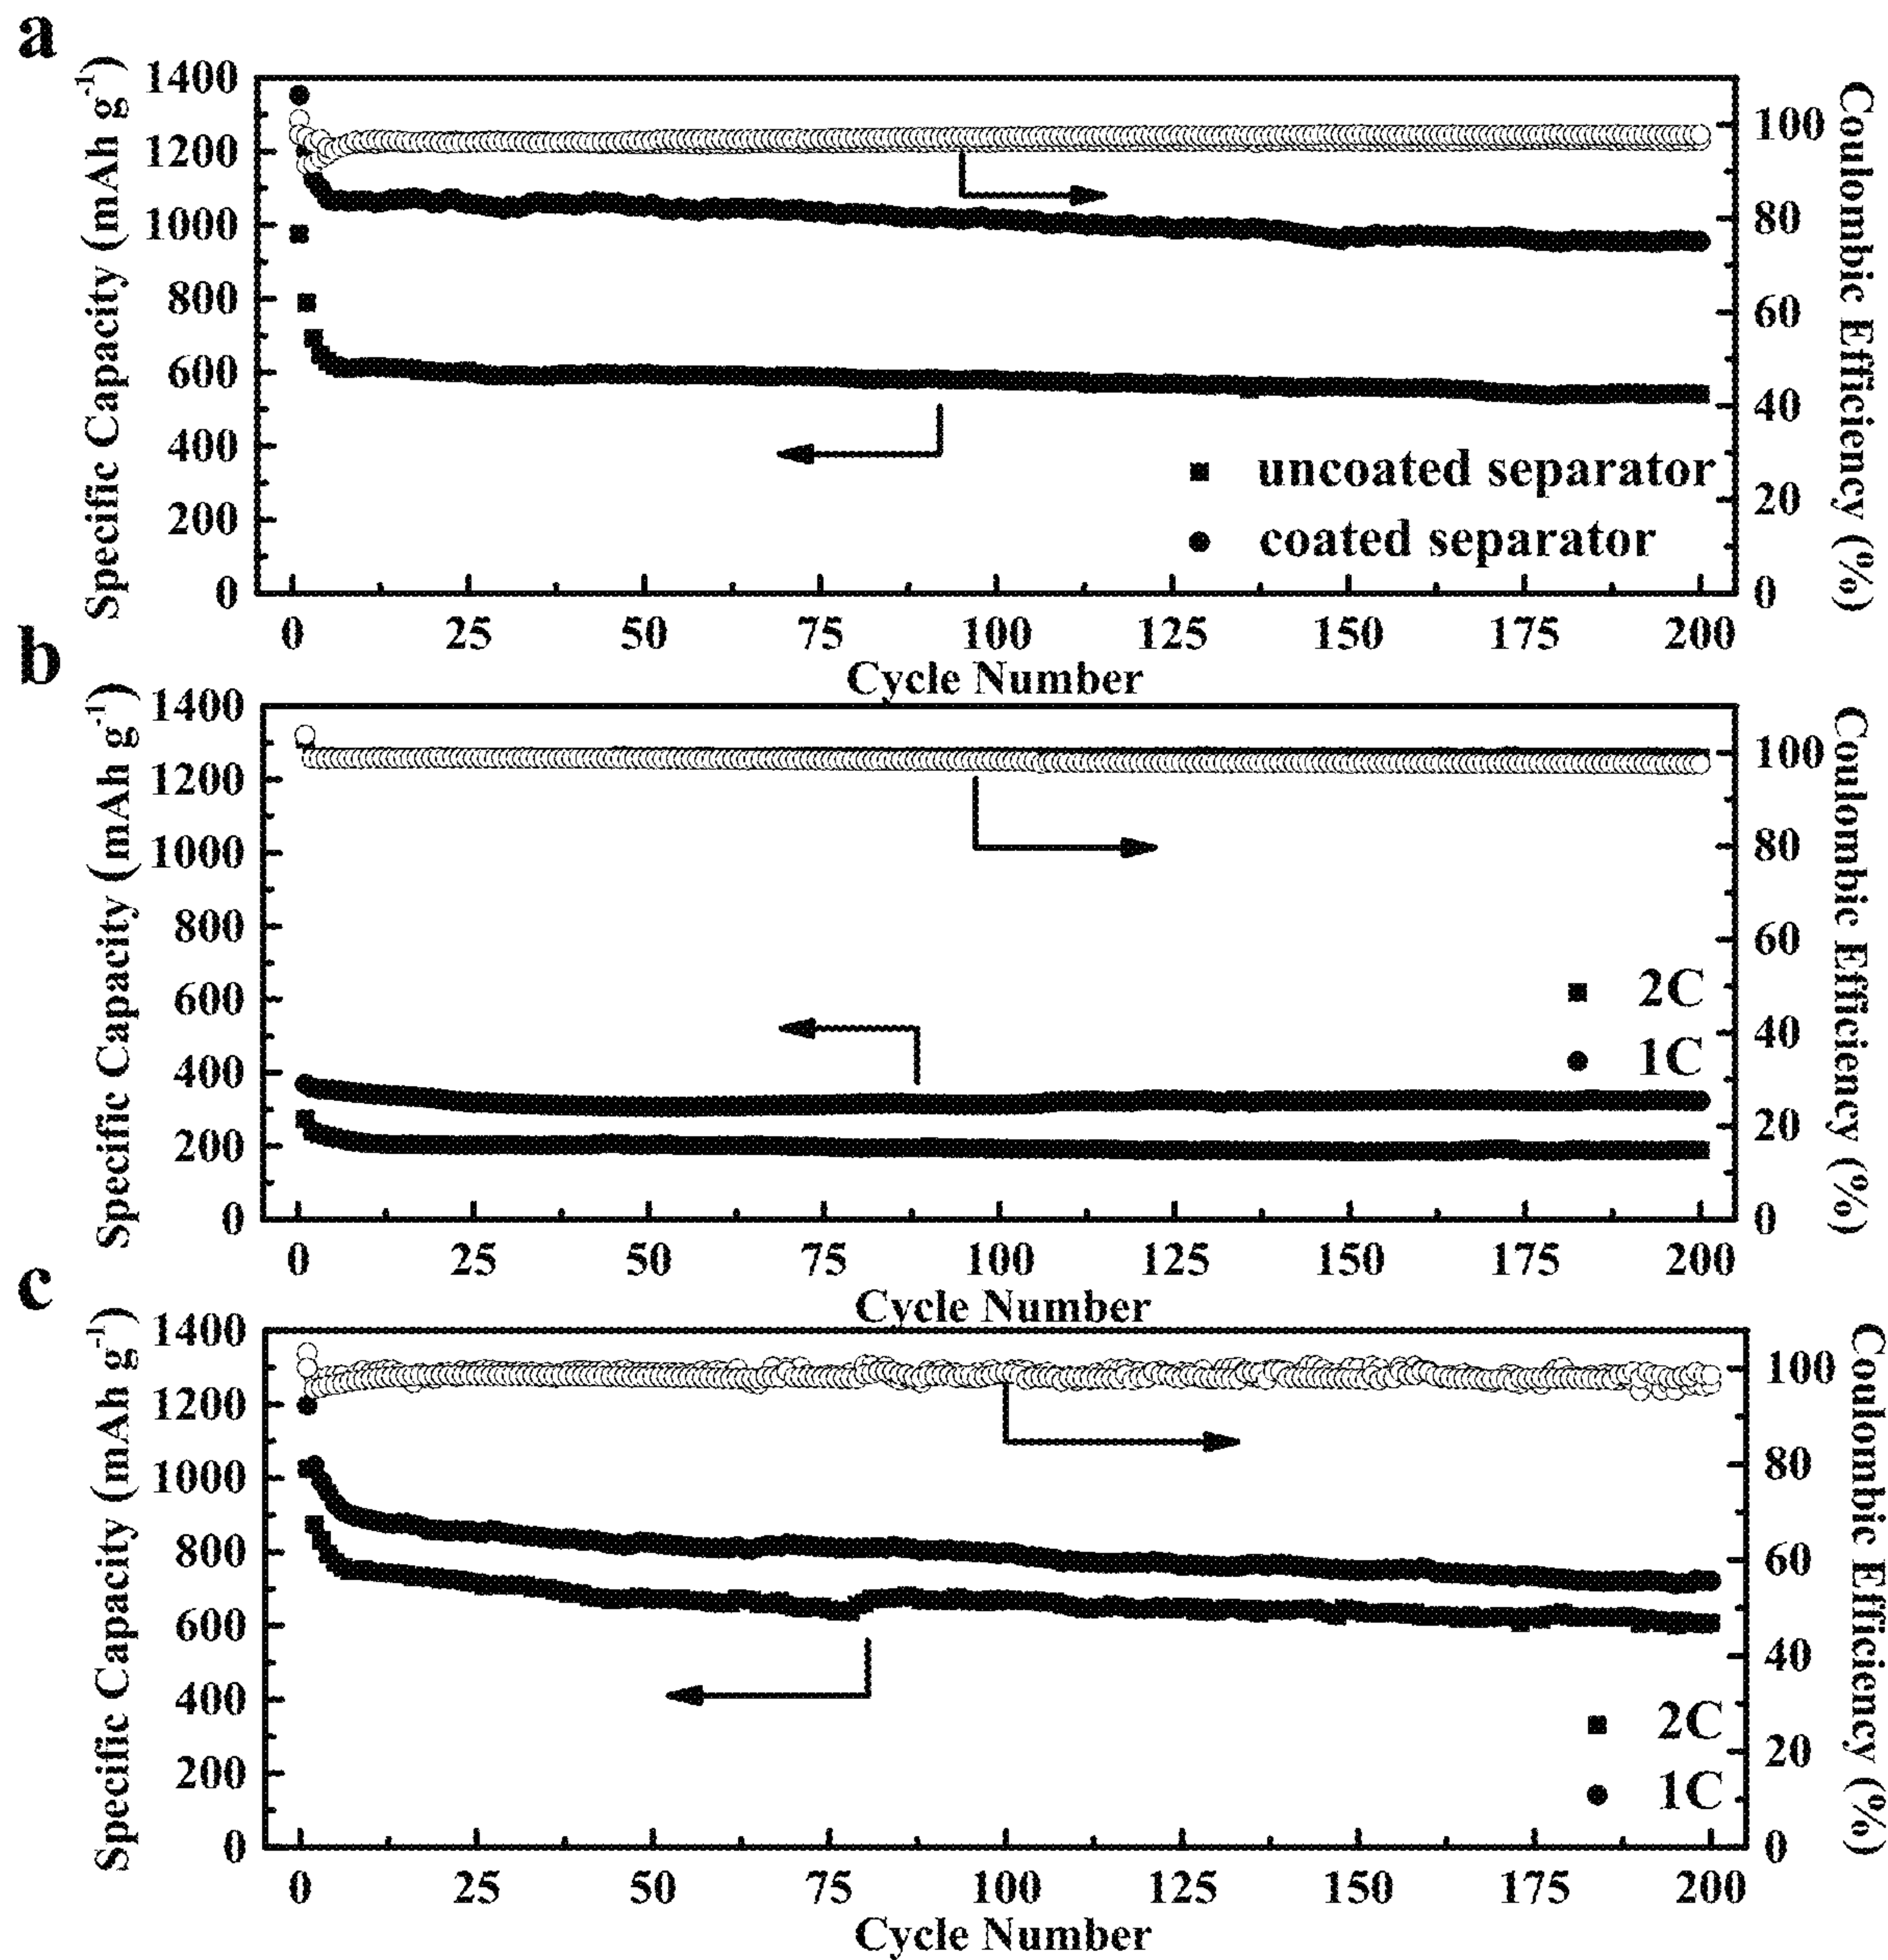 a
Specific Capacity (mAh g-1)
1400
1200
1000
800
600
400
200
0
100
80
60
40
20
0
Coulombic Efficiency (%)
uncoated separator
coated separator
0 25 50 75 100 125 150 175 200
Cycle Number
b
Specific Capacity (mAh g-1)
1400
1200
1000
800
600
400
200
0
100
80
60
40
20
0
Coulombic Efficiency (%)
2C
1C
0 25 50 75 100 125 150 175 200
Cycle Number
c
Specific Capacity (mAh g-1)
1400
1200
1000
800
600
400
200
0
100
80
60
40
20
0
Coulombic Efficiency (%)
2C
1C
0 25 50 75 100 125 150 175 200
Cycle Number